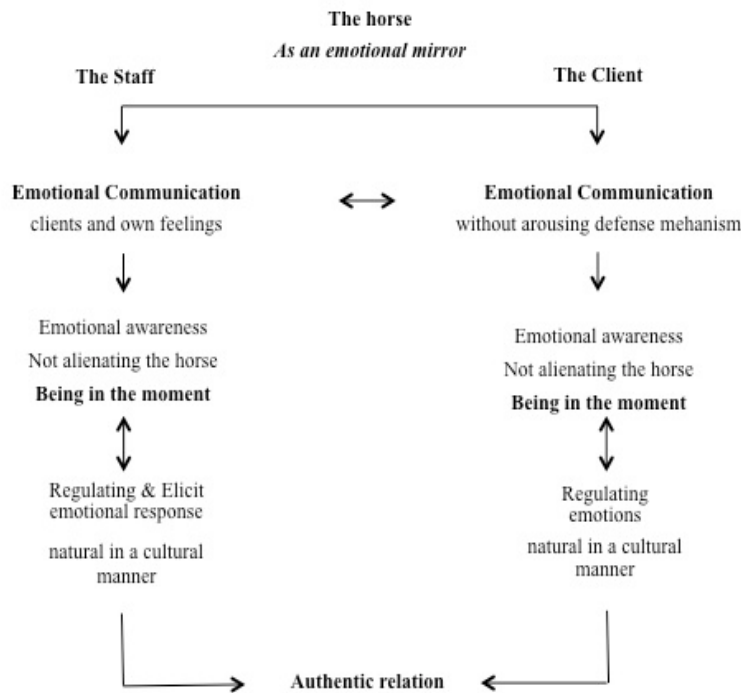 The horse
As an emotional mirror
The Staff
The Client
Emotional Communication
clients and own feelings
Emotional Communication
without arousing defense mehanism
Emotional awareness
Not alienating the horse
Being in the moment
Emotional awareness
Not alienating the horse
Being in the moment
Regulating & Elicit
emotional response
natural in a cultural
manner
Regulating
emotions
natural in a cultural
manner
Authentic relation